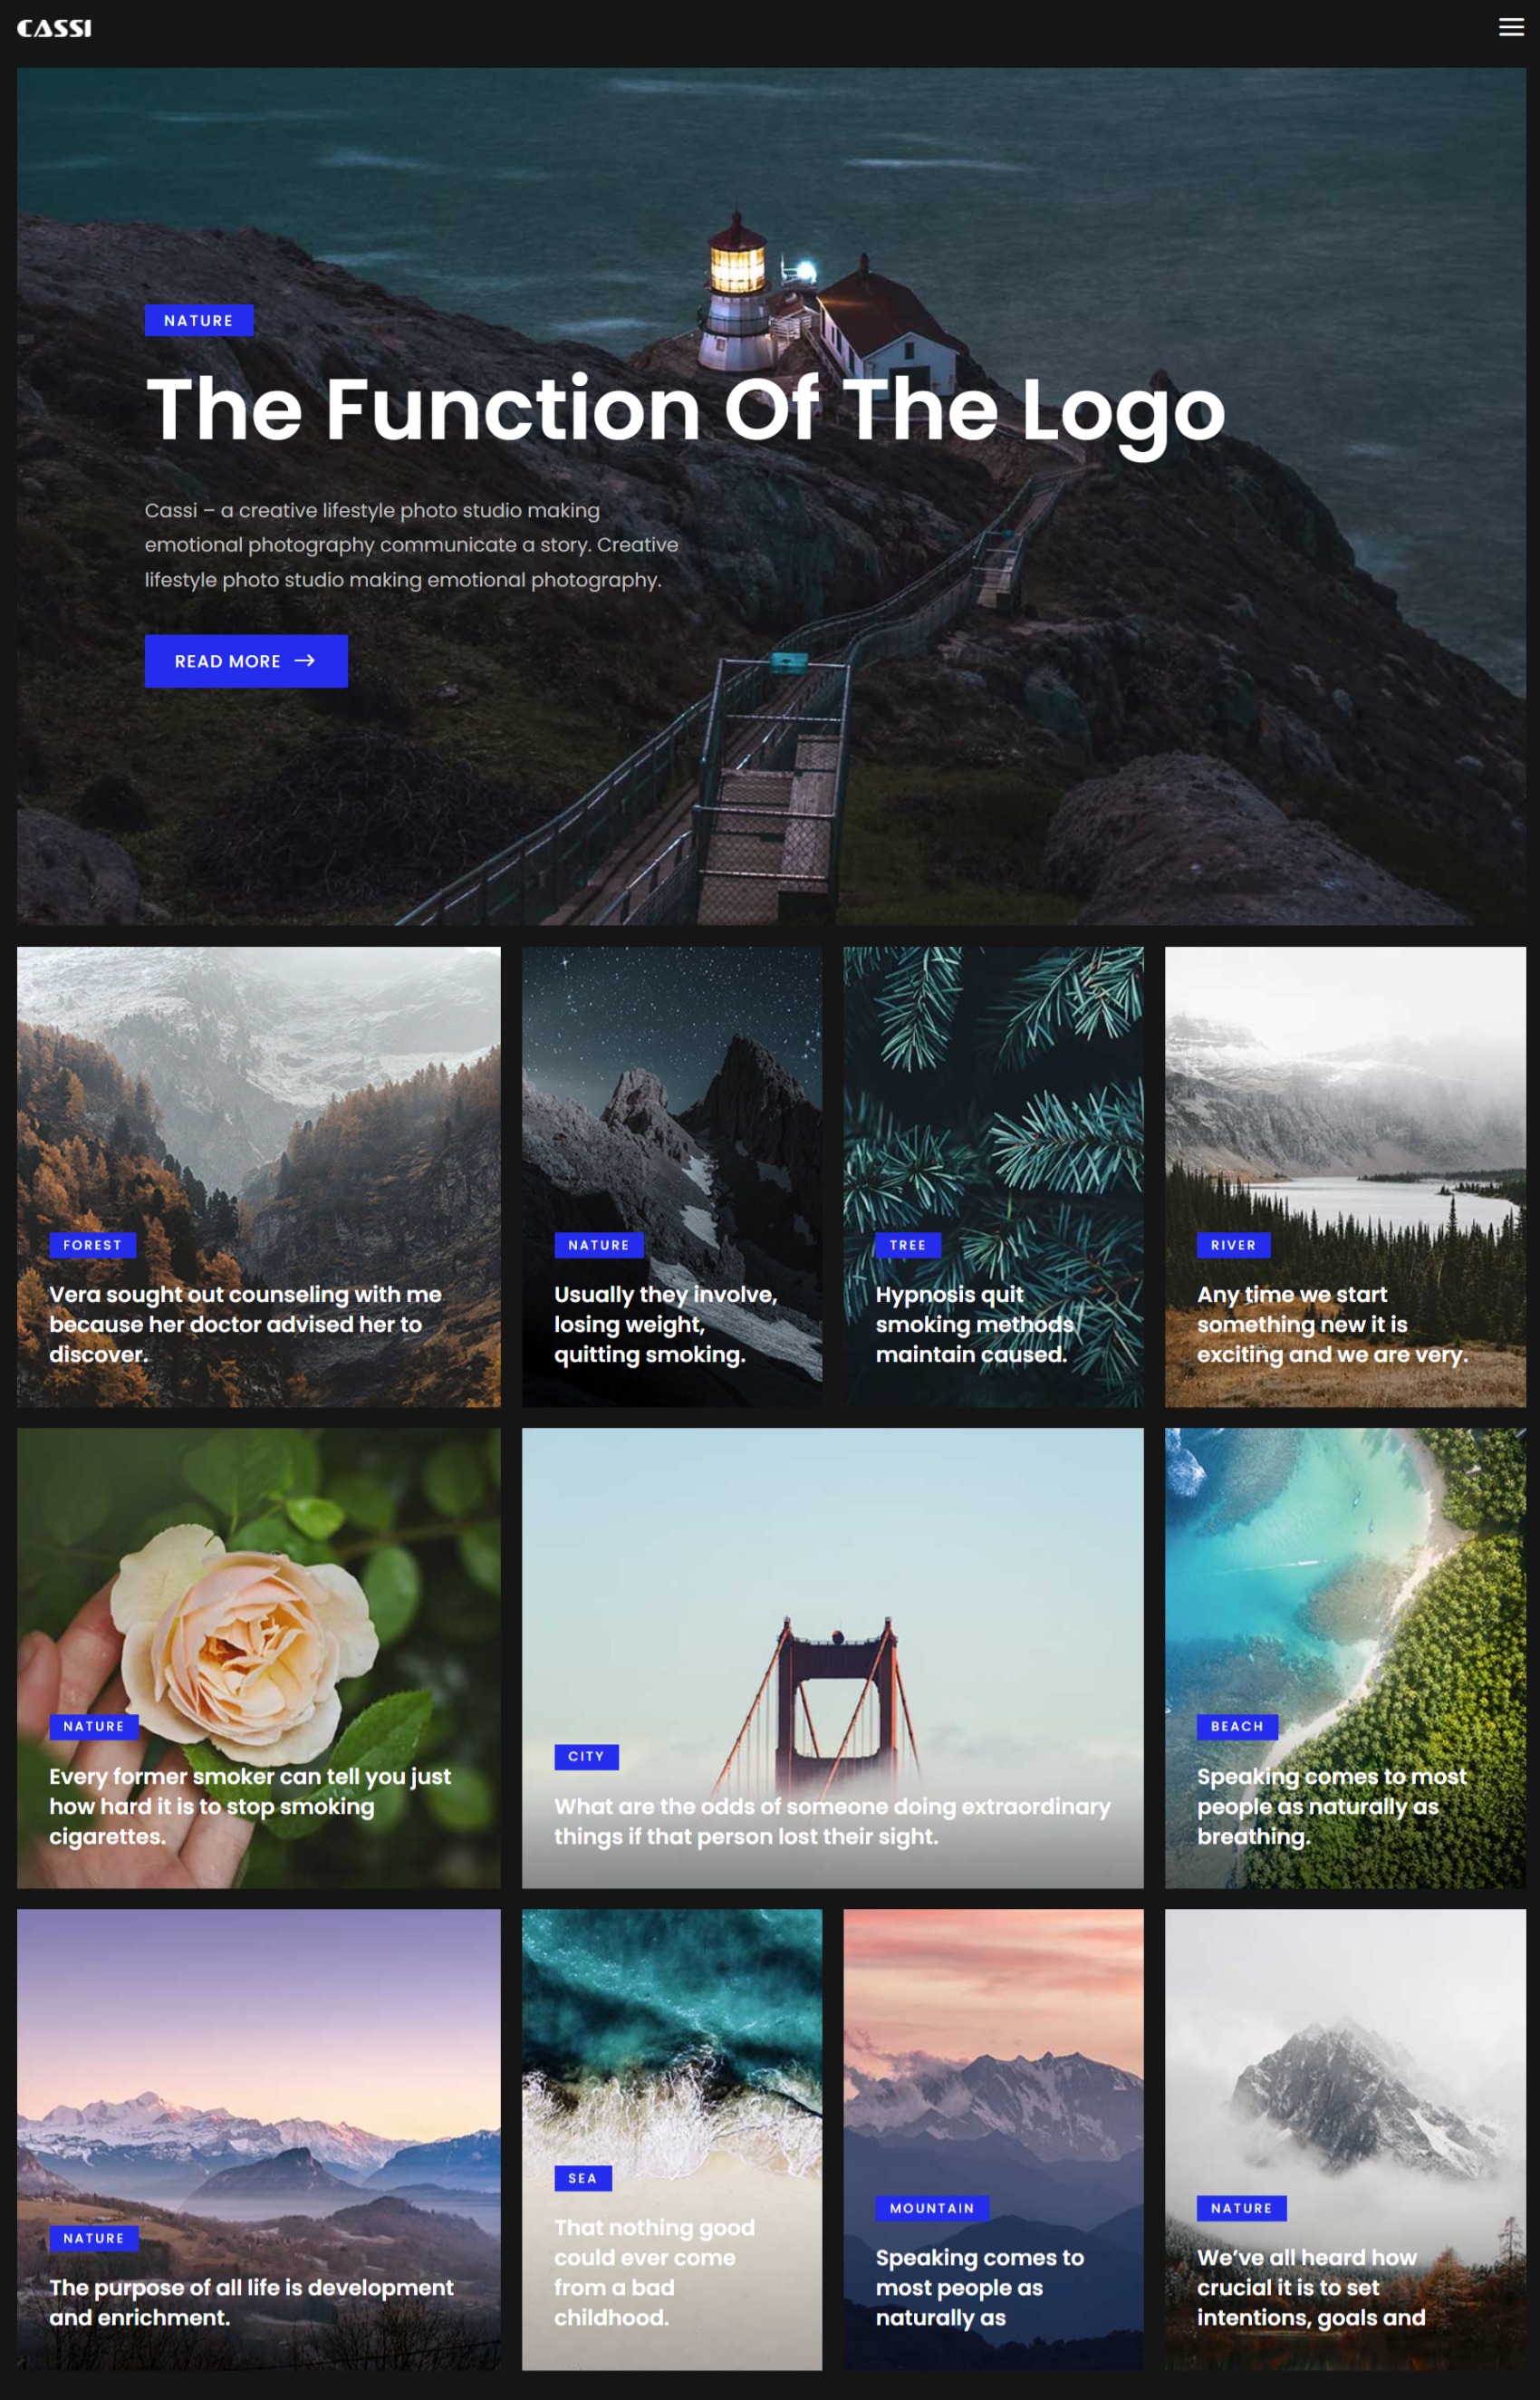 CASSI
NATURE
The Function Of The Logo
Cassi – a creative lifestyle photo studio making
emotional photography communicate a story. Creative
lifestyle photo studio making emotional photography.
READ MORE
FOREST
Vera sought out counseling with me
because her doctor advised her to
discover.
NATURE
Usually they involve,
losing weight,
quitting smoking.
TREE
Hypnosis quit
smoking methods
maintain caused.
RIVER
Any time we start
something new it is
exciting and we are very.
NATURE
Every former smoker can tell you just
how hard it is to stop smoking
cigarettes.
CITY
What are the odds of someone doing extraordinary
things if that person lost their sight.
BEACH
Speaking comes to most
people as naturally as
breathing.
NATURE
The purpose of all life is development
and enrichment.
SEA
That nothing good
could ever come
from a bad
childhood.
MOUNTAIN
Speaking comes to
most people as
naturally as
NATURE
We’ve all heard how
crucial it is to set
intentions, goals and